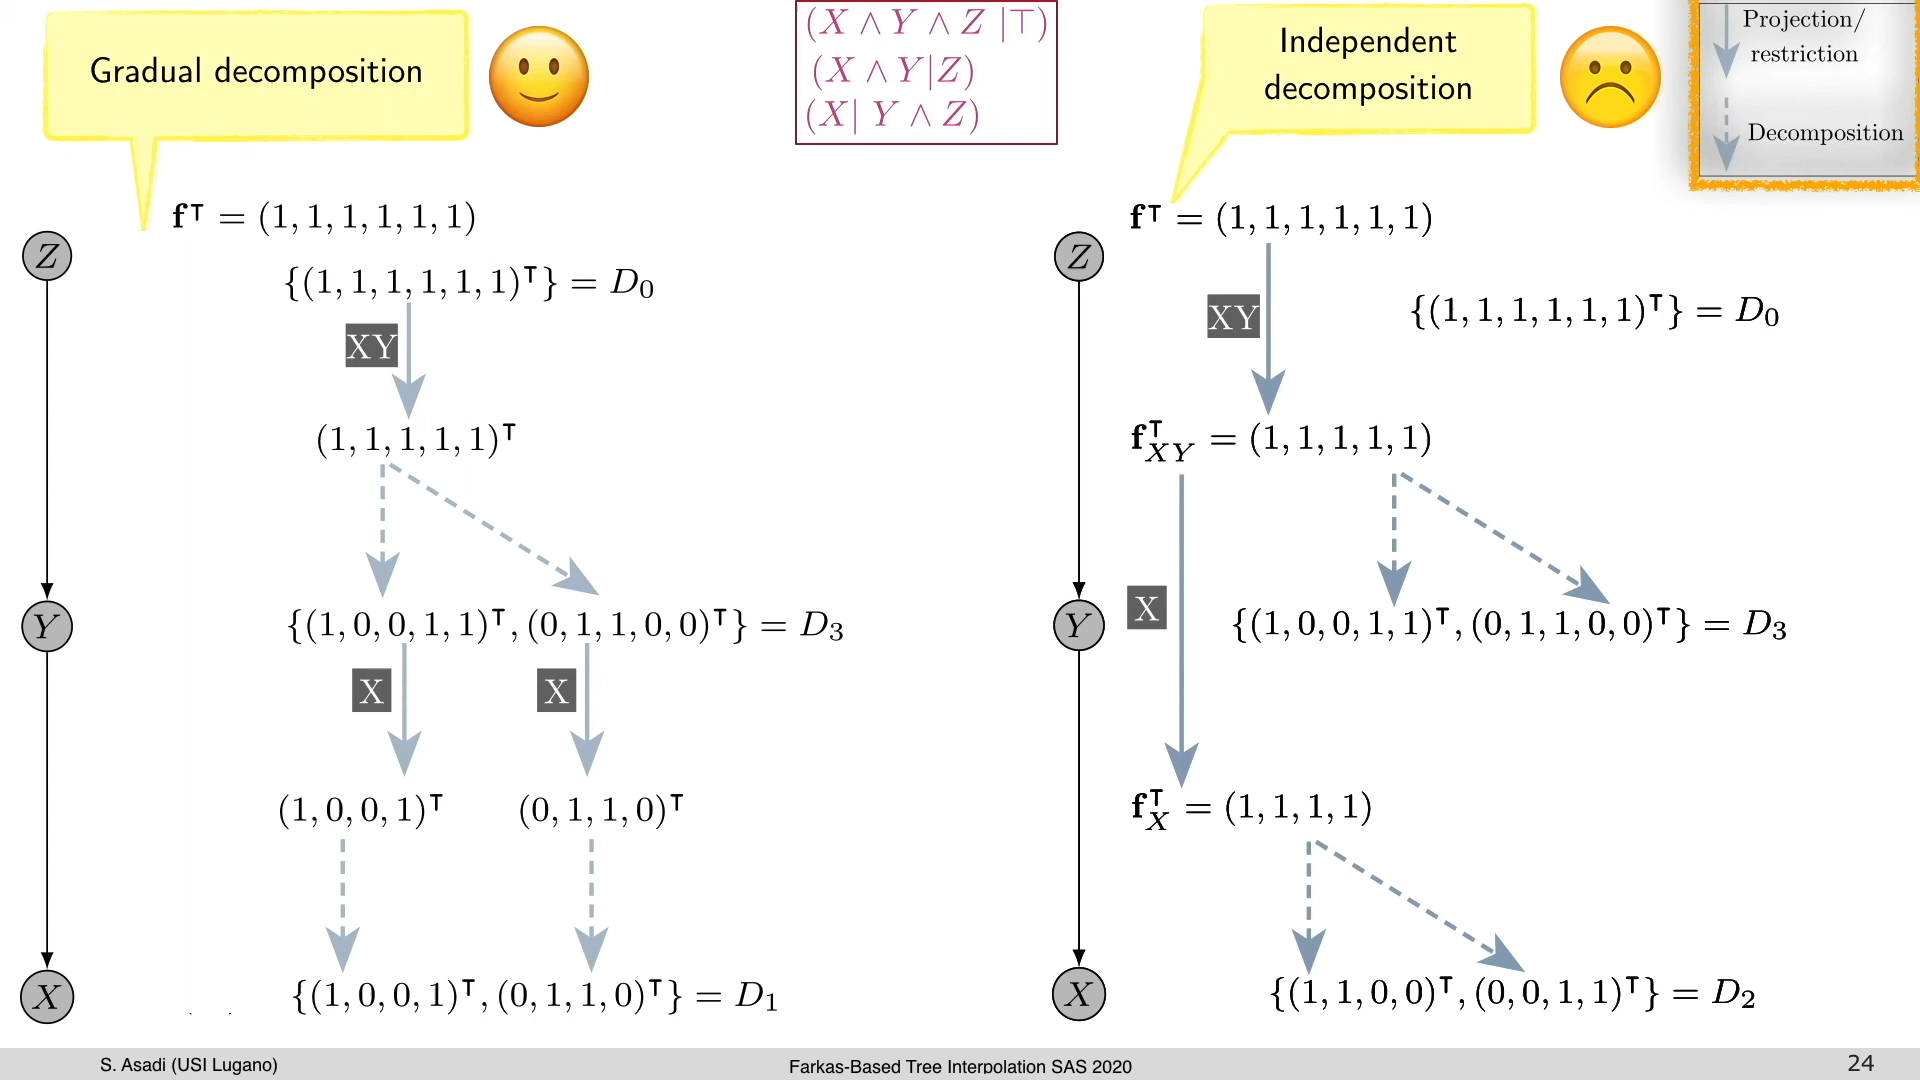 Gradual decomposition
(X ∧ Y ∧ Z |⊤)
(X ∧ Y|Z)
(X| Y ∧ Z)
Independent
decomposition
Projection/
restriction
Decomposition
f⊤ = (1, 1, 1, 1, 1, 1)
Z
{(1, 1, 1, 1, 1, 1)⊤} = D0
XY
(1, 1, 1, 1, 1)⊤
Y
{(1, 0, 0, 1, 1)⊤, (0, 1, 1, 0, 0)⊤} = D3
X
X
(1, 0, 0, 1)⊤
(0, 1, 1, 0)⊤
X
{(1, 0, 0, 1)⊤, (0, 1, 1, 0)⊤} = D1
f⊤ = (1, 1, 1, 1, 1, 1)
Z
XY
{(1, 1, 1, 1, 1, 1)⊤} = D0
f⊤XY = (1, 1, 1, 1, 1)
X
Y
{(1, 0, 0, 1, 1)⊤, (0, 1, 1, 0, 0)⊤} = D3
f⊤X = (1, 1, 1, 1)
X
{(1, 1, 0, 0)⊤, (0, 0, 1, 1)⊤} = D2
S. Asadi (USI Lugano)
Farkas-Based Tree Interpolation SAS 2020
24